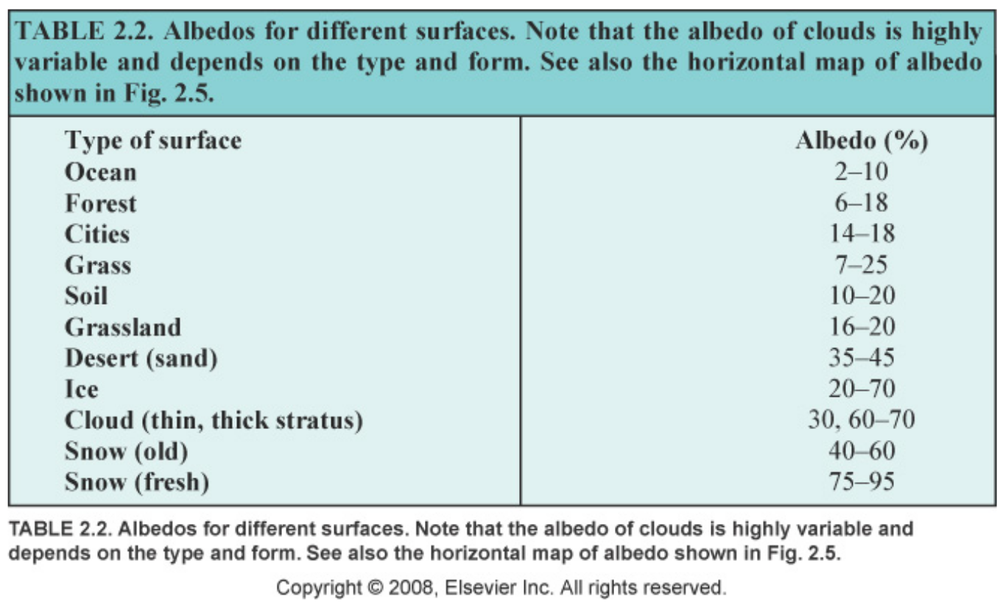 TABLE 2.2. Albedos for different surfaces. Note that the albedo of clouds is highly
variable and depends on the type and form. See also the horizontal map of albedo
shown in Fig. 2.5.
Type of surface Albedo (%)
Ocean 2–10
Forest 6–18
Cities 14–18
Grass 7–25
Soil 10–20
Grassland 16–20
Desert (sand) 35–45
Ice 20–70
Cloud (thin, thick stratus) 30, 60–70
Snow (old) 40–60
Snow (fresh) 75–95
TABLE 2.2. Albedos for different surfaces. Note that the albedo of clouds is highly variable and
depends on the type and form. See also the horizontal map of albedo shown in Fig. 2.5.
Copyright © 2008, Elsevier Inc. All rights reserved.